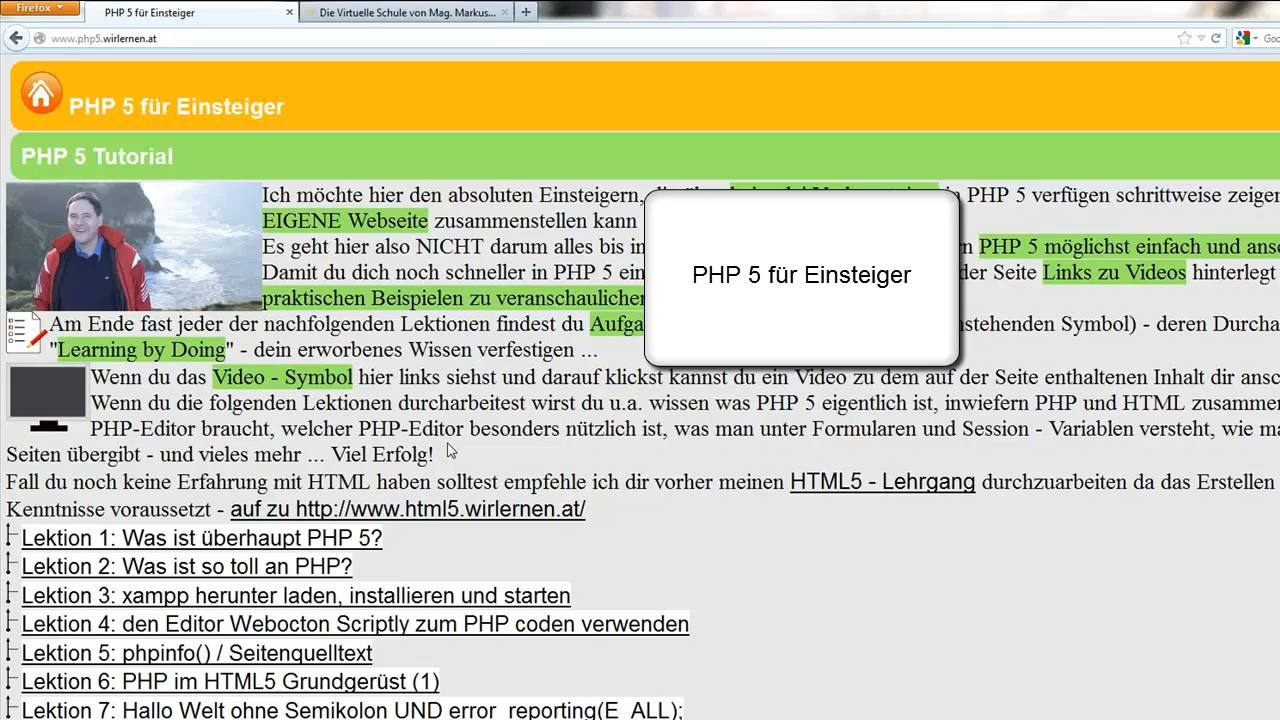 Firefox
PHP 5 für Einsteiger
Die Virtuelle Schule von Mag. Markus...
www.php5.wirlernen.at
PHP 5 für Einsteiger
PHP 5 Tutorial
Ich möchte hier den absoluten Einsteigern, in PHP 5 verfügen schrittweise zeigen
EIGENE Webseite zusammenstellen kann
Es geht hier also NICHT darum alles bis in PHP 5 möglichst einfach und
Damit du dich noch schneller in PHP 5 der Seite Links zu Videos hinterlegt
praktischen Beispielen zu veranschaulichen
PHP 5 für Einsteiger
Am Ende fast jeder der nachfolgenden Lektionen findest du Symbol) - deren
"Learning by Doing" - dein erworbenes Wissen verfestigen ...
Wenn du das Video - Symbol hier links siehst und darauf klickst kannst du ein Video zu dem auf der Seite enthaltenen Inhalt dir
Wenn du die folgenden Lektionen durcharbeitest wirst du u.a. wissen was PHP 5 eigentlich ist, inwiefern PHP und HTML
PHP-Editor braucht, welcher PHP-Editor besonders nützlich ist, was man unter Formularen und Session - Variablen versteht, wie
Seiten übergibt - und vieles mehr ... Viel Erfolg!
Fall du noch keine Erfahrung mit HTML haben solltest empfehle ich dir vorher meinen HTML5 - Lehrgang durchzuarbeiten da das Erstellen
Kenntnisse voraussetzt - auf zu http://www.html5.wirlernen.at/
Lektion 1: Was ist überhaupt PHP 5?
Lektion 2: Was ist so toll an PHP?
Lektion 3: xampp herunter laden, installieren und starten
Lektion 4: den Editor Webocton Scriptly zum PHP coden verwenden
Lektion 5: phpinfo() / Seitenquelltext
Lektion 6: PHP im HTML5 Grundgerüst (1)
Lektion 7: Hallo Welt ohne Semikolon UND error_reporting(E_ALL);